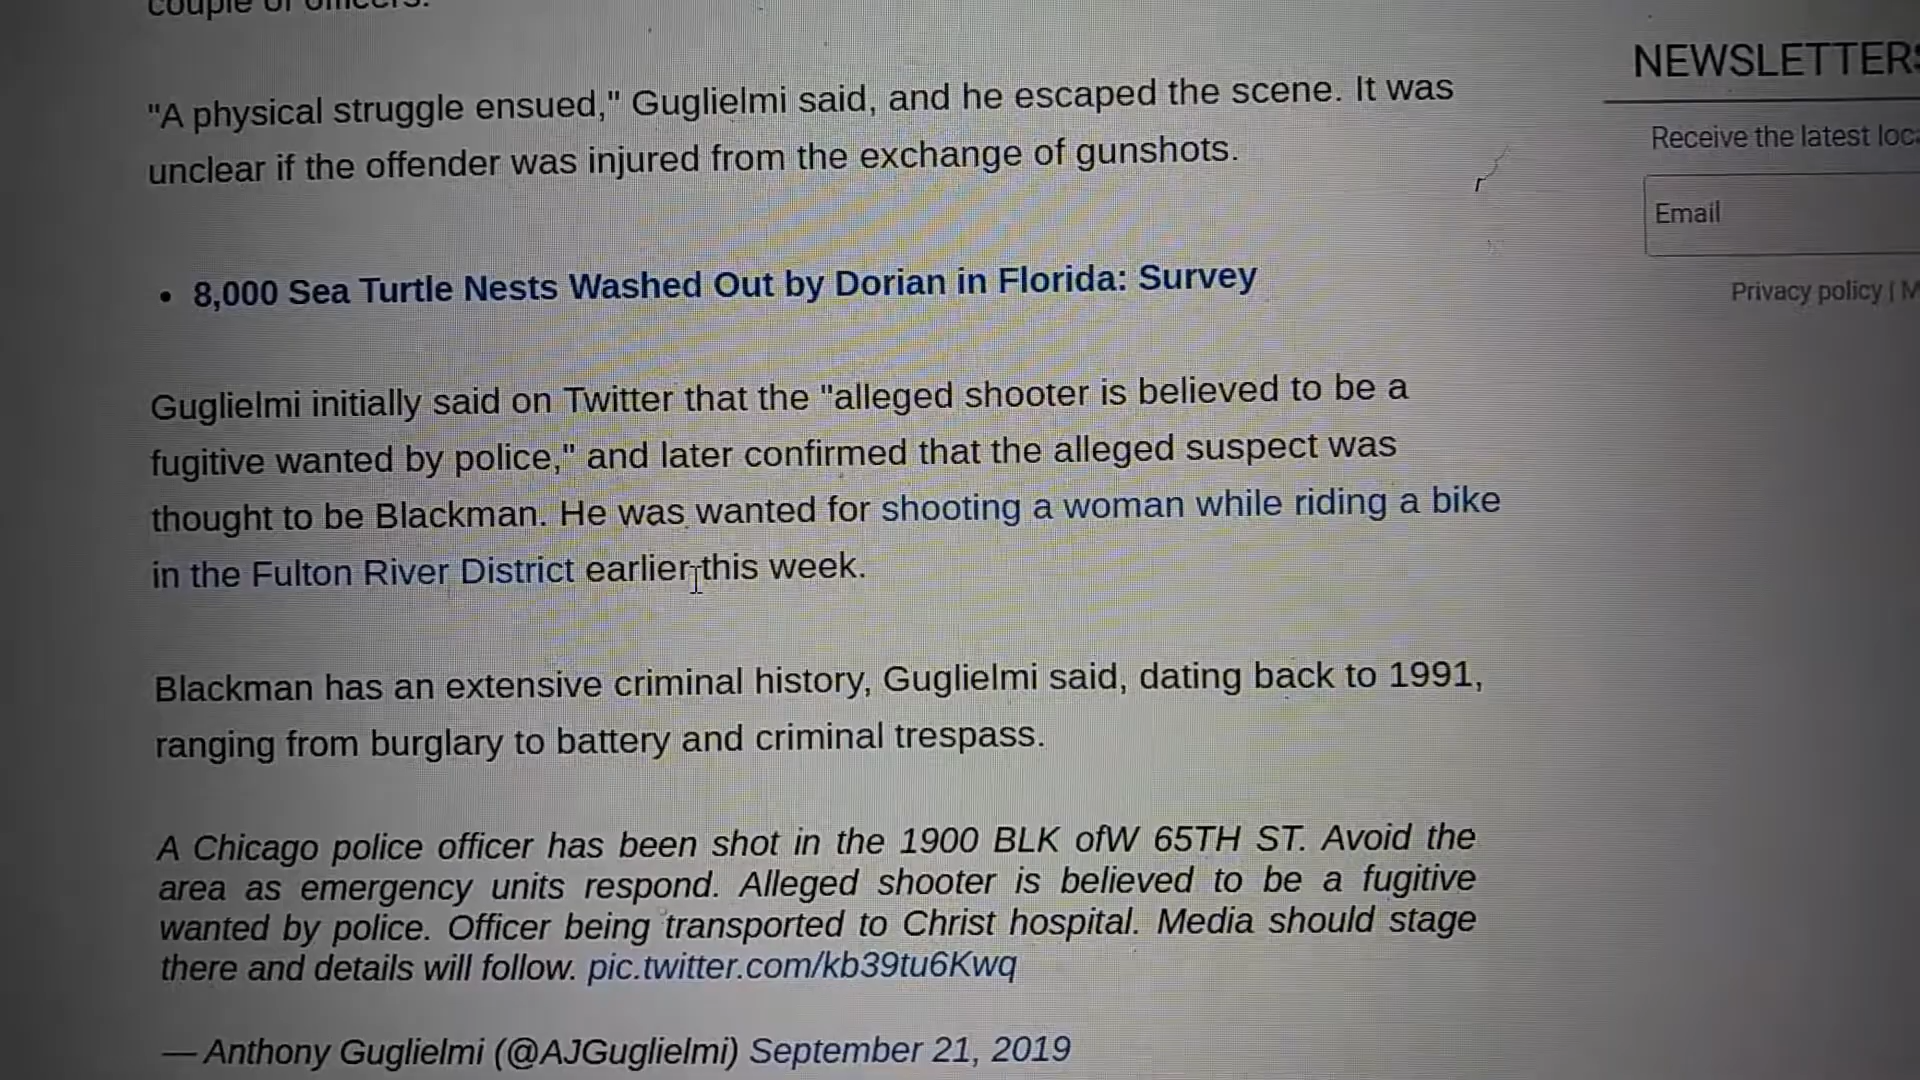 couple of officers.
"A physical struggle ensued," Guglielmi said, and he escaped the scene. It was
unclear if the offender was injured from the exchange of gunshots.
• 8,000 Sea Turtle Nests Washed Out by Dorian in Florida: Survey
Guglielmi initially said on Twitter that the "alleged shooter is believed to be a
fugitive wanted by police," and later confirmed that the alleged suspect was
thought to be Blackman. He was wanted for shooting a woman while riding a bike
in the Fulton River District earlier this week.
Blackman has an extensive criminal history, Guglielmi said, dating back to 1991,
ranging from burglary to battery and criminal trespass.
A Chicago police officer has been shot in the 1900 BLK ofW 65TH ST. Avoid the
area as emergency units respond. Alleged shooter is believed to be a fugitive
wanted by police. Officer being transported to Christ hospital. Media should stage
there and details will follow. pic.twitter.com/kb39tu6Kwq
— Anthony Guglielmi (@AJGuglielmi) September 21, 2019
NEWSLETTERS
Receive the latest
Email
Privacy policy |